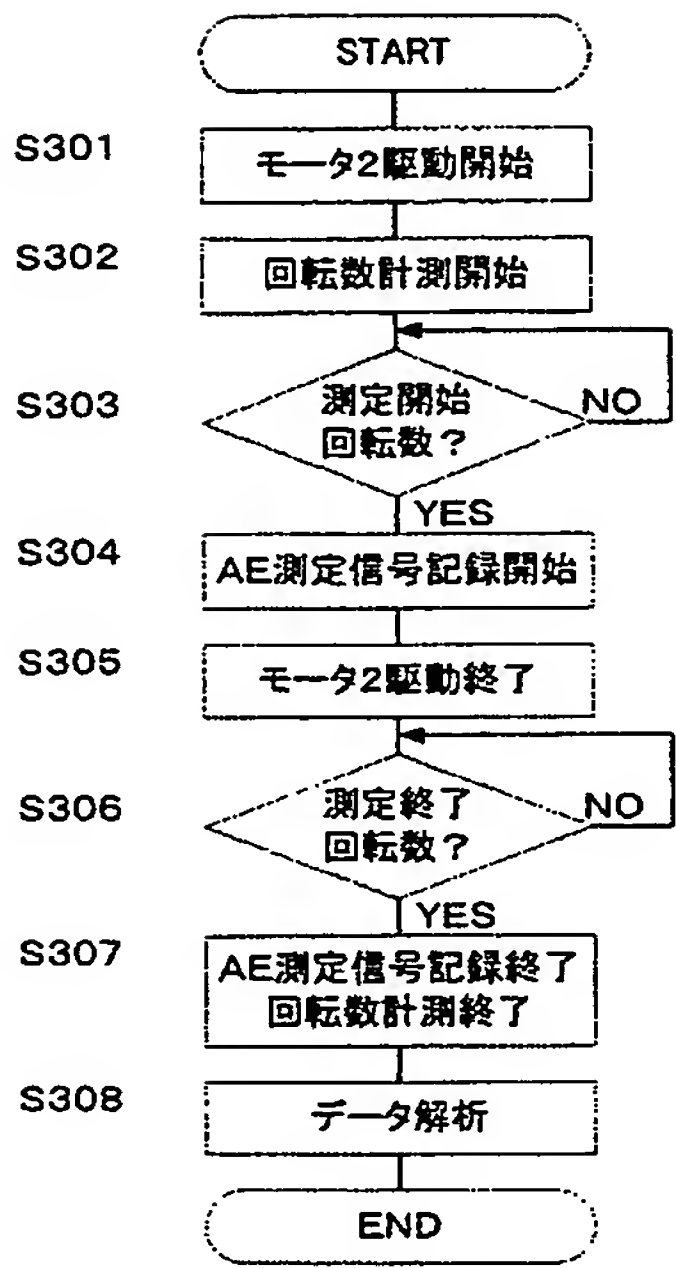 START
S301
モータ2駆動開始
S302
回転数計測開始
S303
測定開始
回転数？
NO
YES
S304
AE測定信号記録開始
S305
モータ2駆動終了
S306
測定終了
回転数？
NO
YES
S307
AE測定信号記録終了
回転数計測終了
S308
データ解析
END